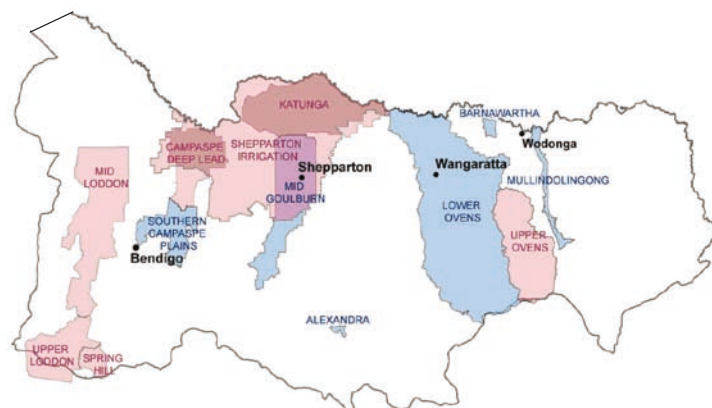 KATUNGA
BARNAWARTHA
CAMPASPE
DEEP LEAD
SHEPPARTON
IRRIGATION
Wodonga
MID
LODDON
Shepparton
Wangaratta
MULLINDOLINGONG
MID
GOULBURN
LOWER
OVENS
SOUTHERN
CAMPASPE
PLAINS
UPPER
OVENS
Bendigo
ALEXANDRA
UPPER
LODDON
SPRING
HILL